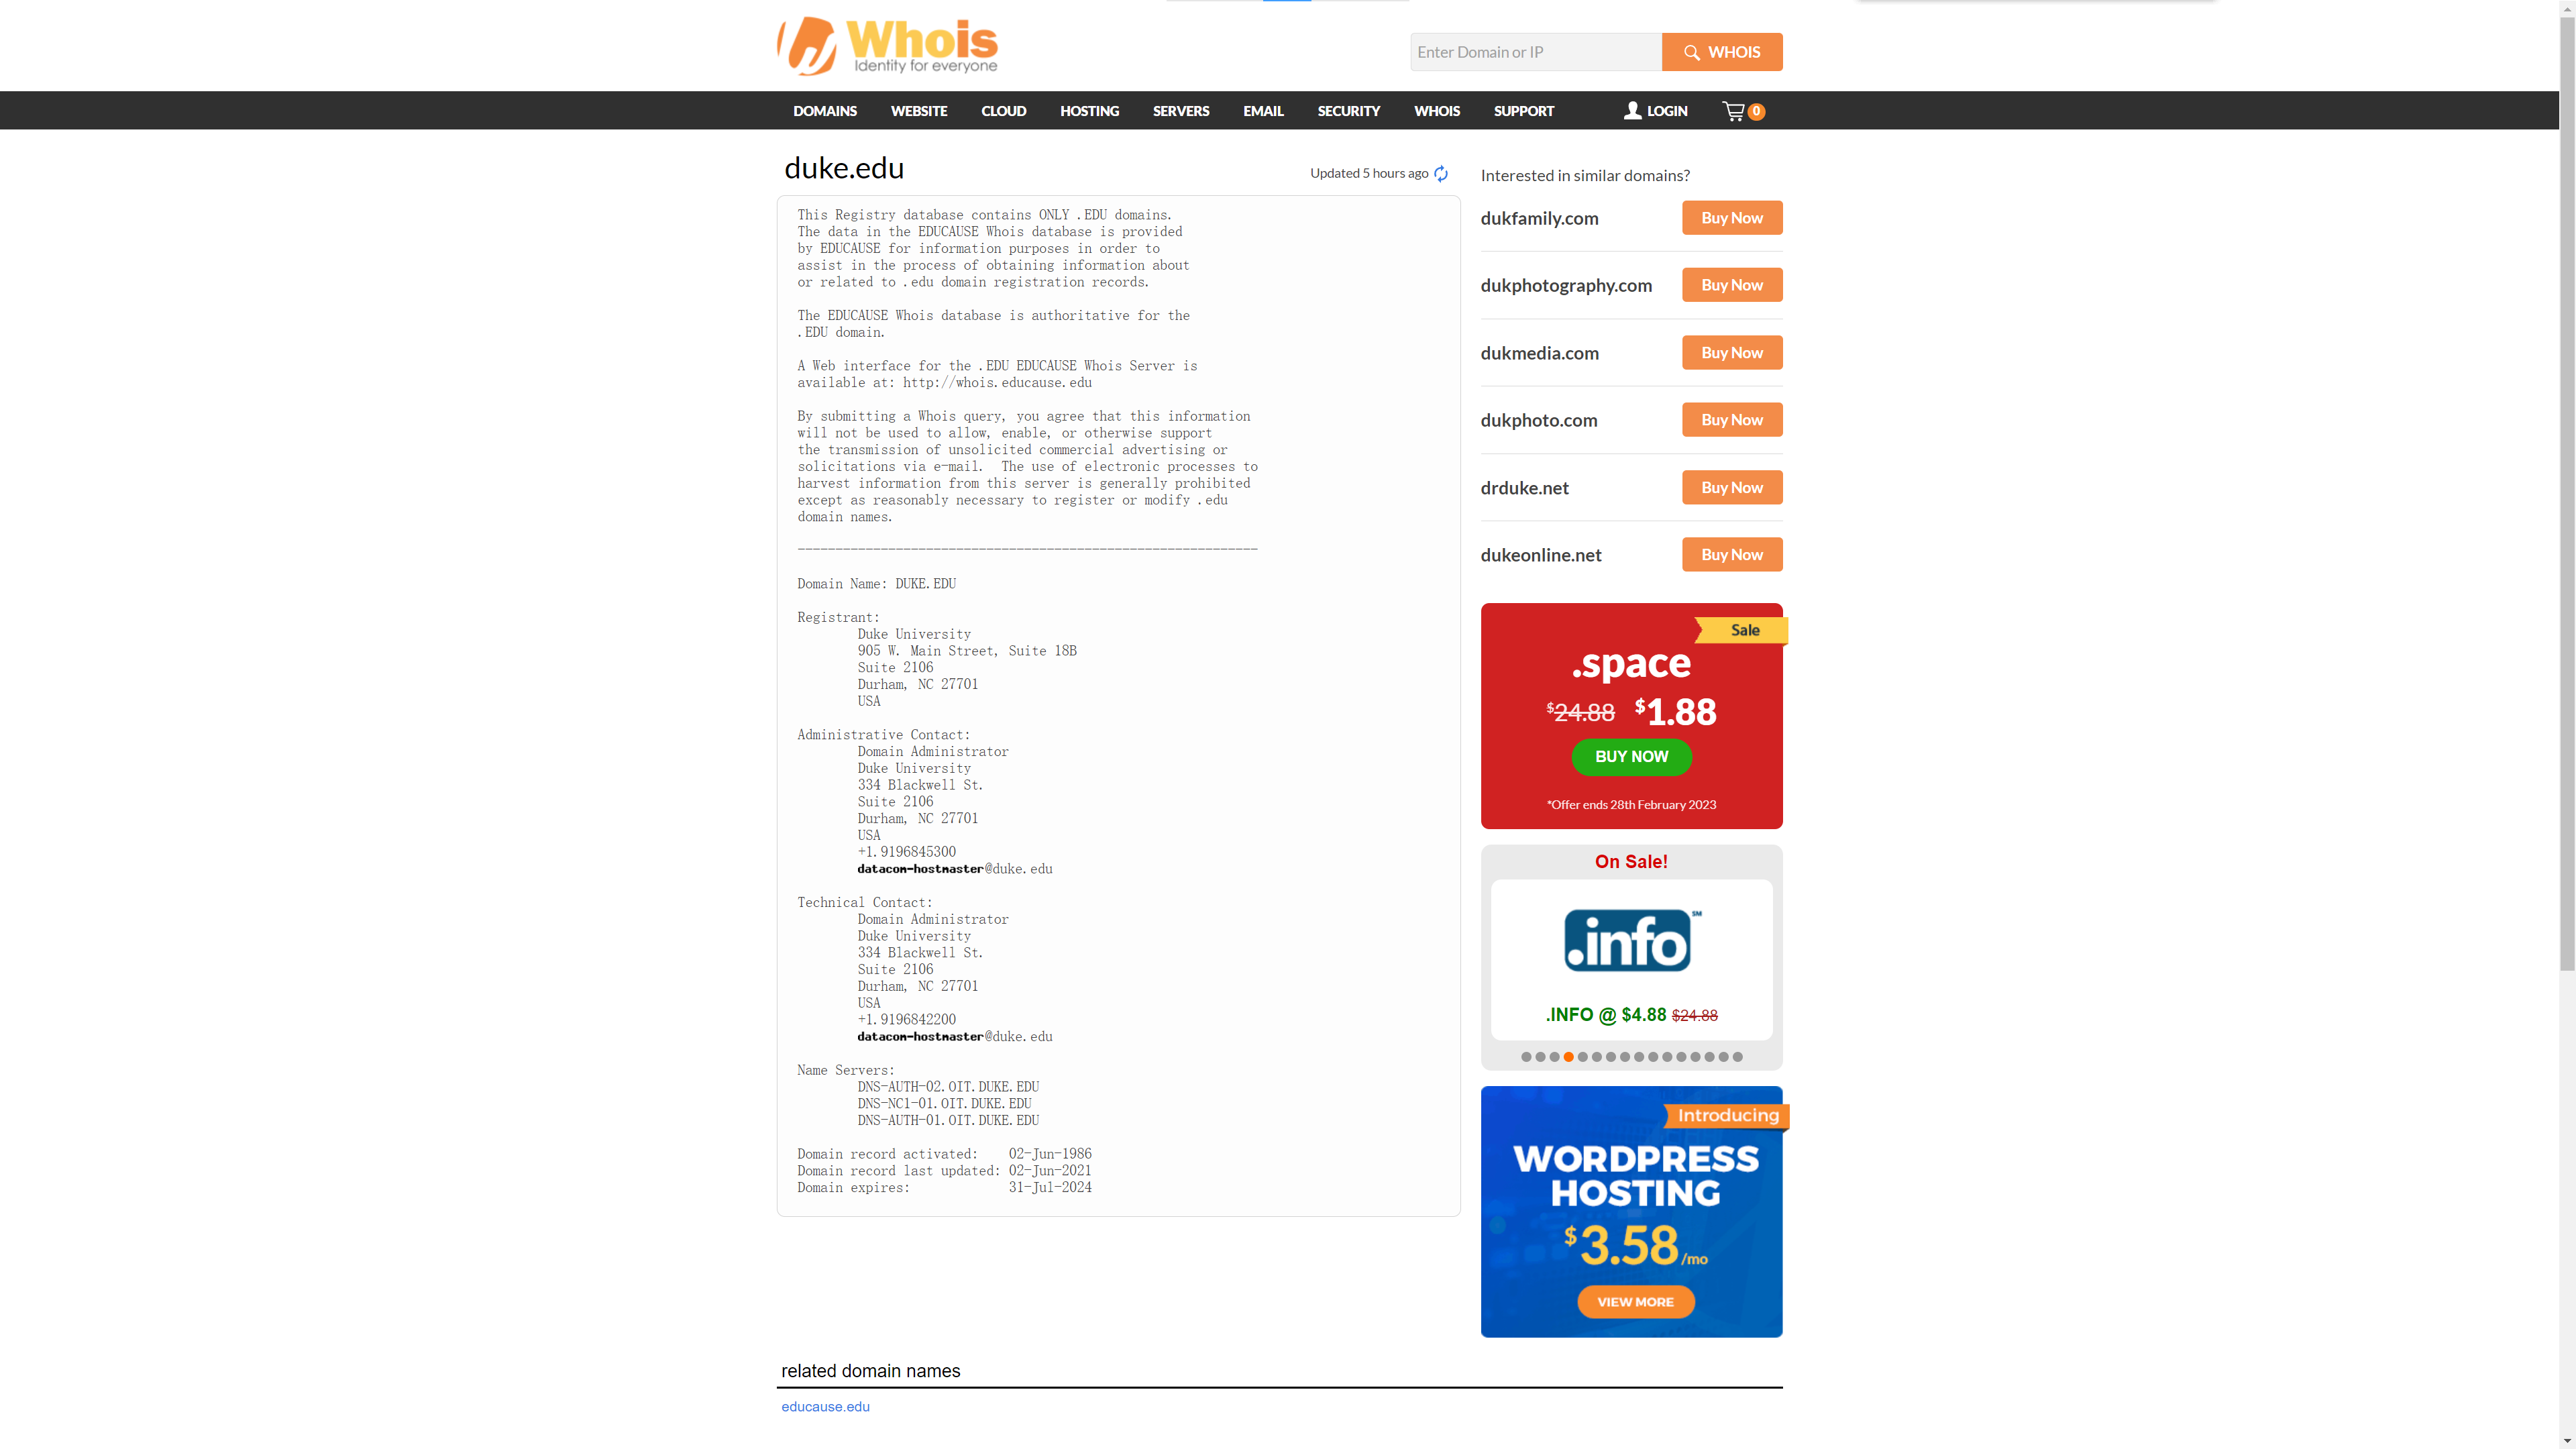 Whois
Identity for everyone
Enter Domain or IP
WHOIS
DOMAINS WEBSITE CLOUD HOSTING SERVERS EMAIL SECURITY WHOIS SUPPORT LOGIN 0
duke.edu
Updated 5 hours ago
This Registry database contains ONLY .EDU domains.
The data in the EDUCAUSE Whois database is provided
by EDUCAUSE for information purposes in order to
assist in the process of obtaining information about
or related to .edu domain registration records.
The EDUCAUSE Whois database is authoritative for the
.EDU domain.
A Web interface for the .EDU EDUCAUSE Whois Server is
available at: http://whois.educause.edu
By submitting a Whois query, you agree that this information
will not be used to allow, enable, or otherwise support
the transmission of unsolicited commercial advertising or
solicitations via e-mail.  The use of electronic processes to
harvest information from this server is generally prohibited
except as reasonably necessary to register or modify .edu
domain names.
-------------------------------------------------------------
Domain Name: DUKE.EDU
Registrant:
Duke University
905 W. Main Street, Suite 18B
Suite 2106
Durham, NC 27701
USA
Administrative Contact:
Domain Administrator
Duke University
334 Blackwell St.
Suite 2106
Durham, NC 27701
USA
+1.9196845300
datacom-hostmaster@duke.edu
Technical Contact:
Domain Administrator
Duke University
334 Blackwell St.
Suite 2106
Durham, NC 27701
USA
+1.9196842200
datacom-hostmaster@duke.edu
Name Servers:
DNS-AUTH-02.OIT.DUKE.EDU
DNS-NC1-01.OIT.DUKE.EDU
DNS-AUTH-01.OIT.DUKE.EDU
Domain record activated:    02-Jun-1986
Domain record last updated: 02-Jun-2021
Domain expires:             31-Jul-2024
Interested in similar domains?
dukfamily.com Buy Now
dukphotography.com Buy Now
dukmedia.com Buy Now
dukphoto.com Buy Now
drduke.net Buy Now
dukeonline.net Buy Now
Sale
.space
$24.88 $1.88
BUY NOW
*Offer ends 28th February 2023
On Sale!
.info SM
.INFO @ $4.88 $24.88
Introducing
WORDPRESS
HOSTING
$3.58/mo
VIEW MORE
related domain names
educause.edu